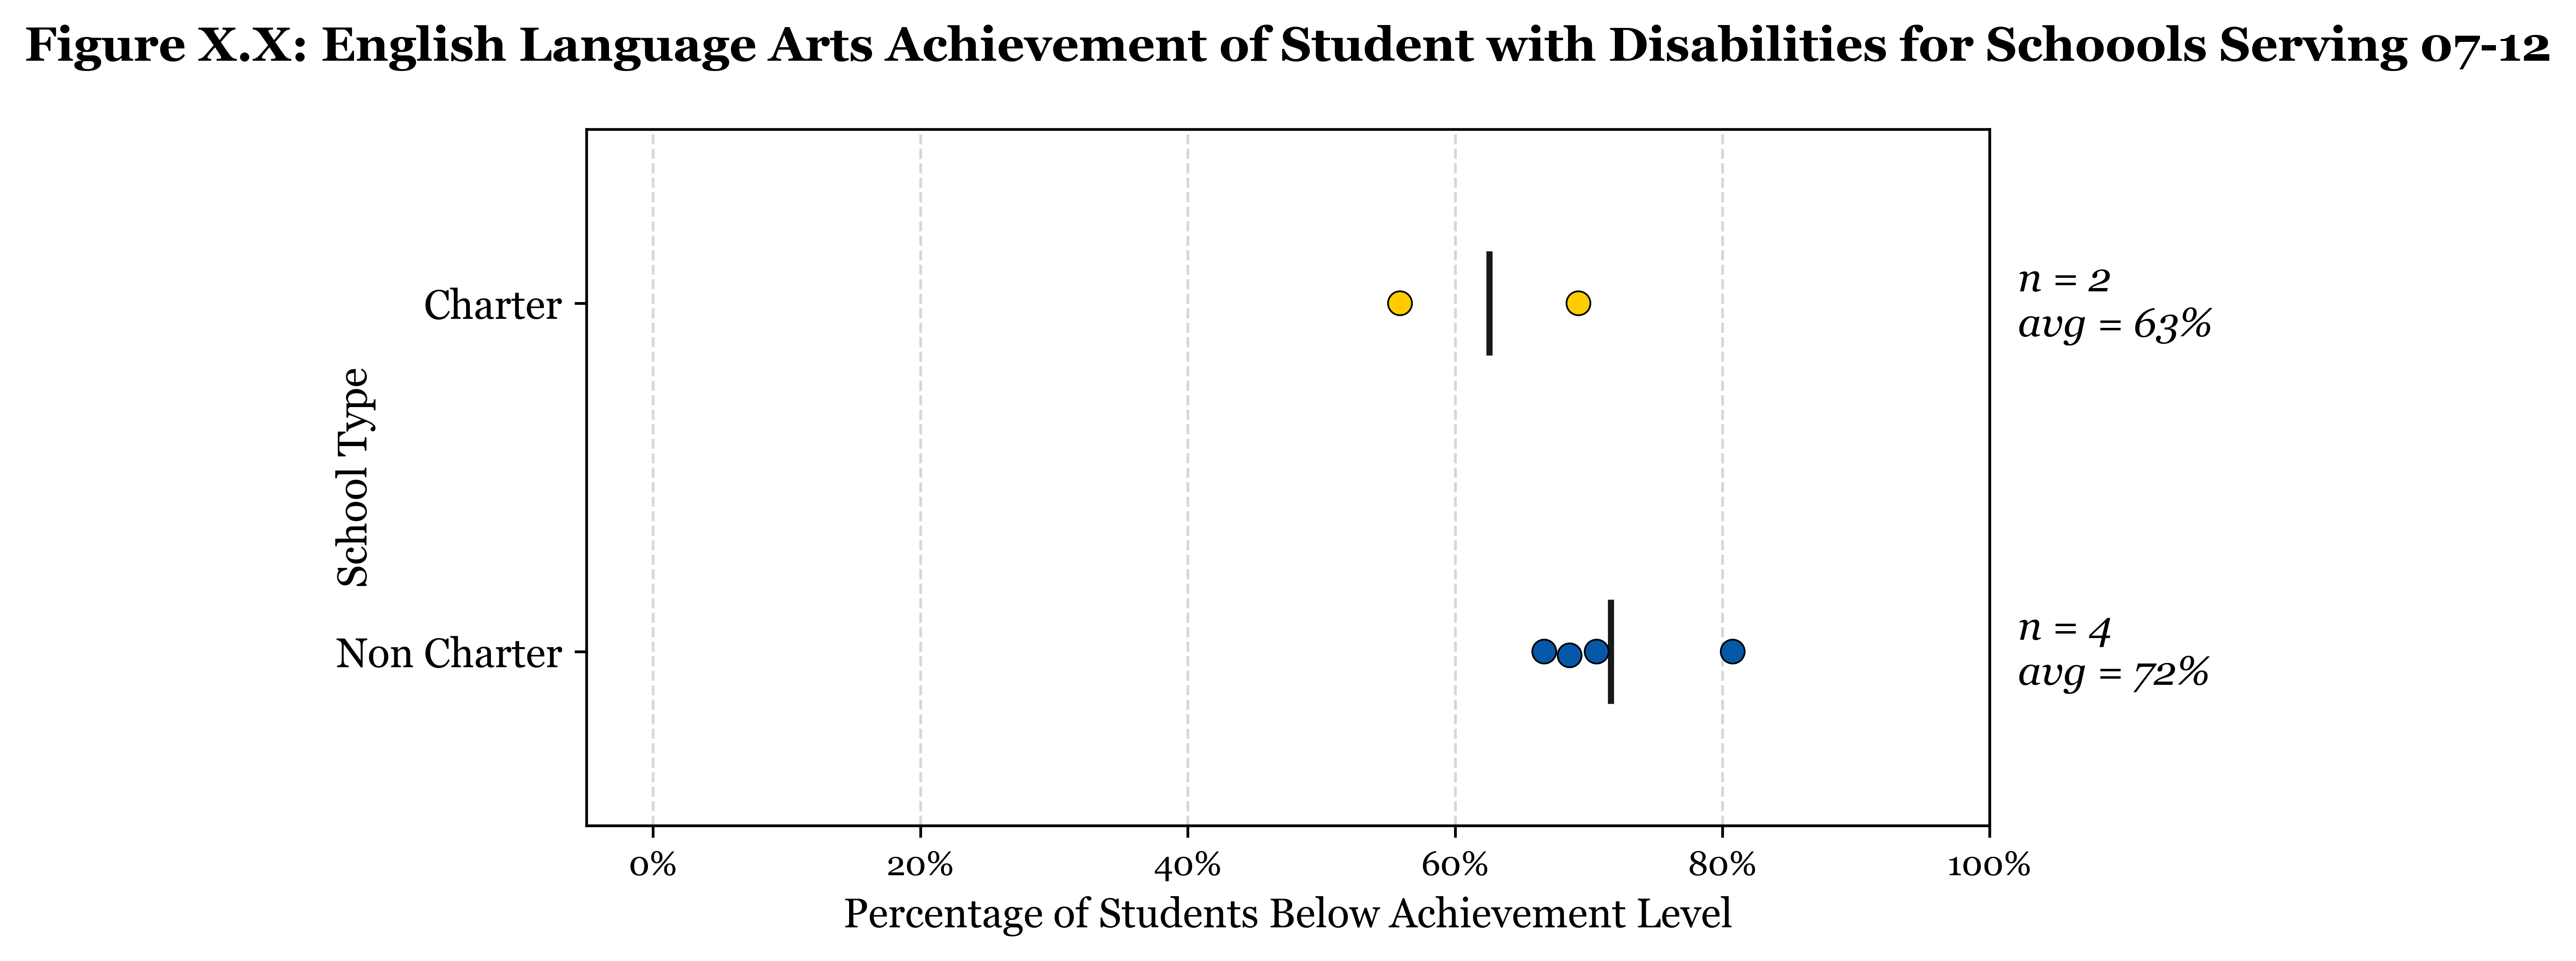 Figure X.X: English Language Arts Achievement of Student with Disabilities for Schoools Serving 07-12
Charter
n = 2
avg = 63%
School Type
Non Charter
n = 4
avg = 72%
0%
20%
40%
60%
80%
100%
Percentage of Students Below Achievement Level